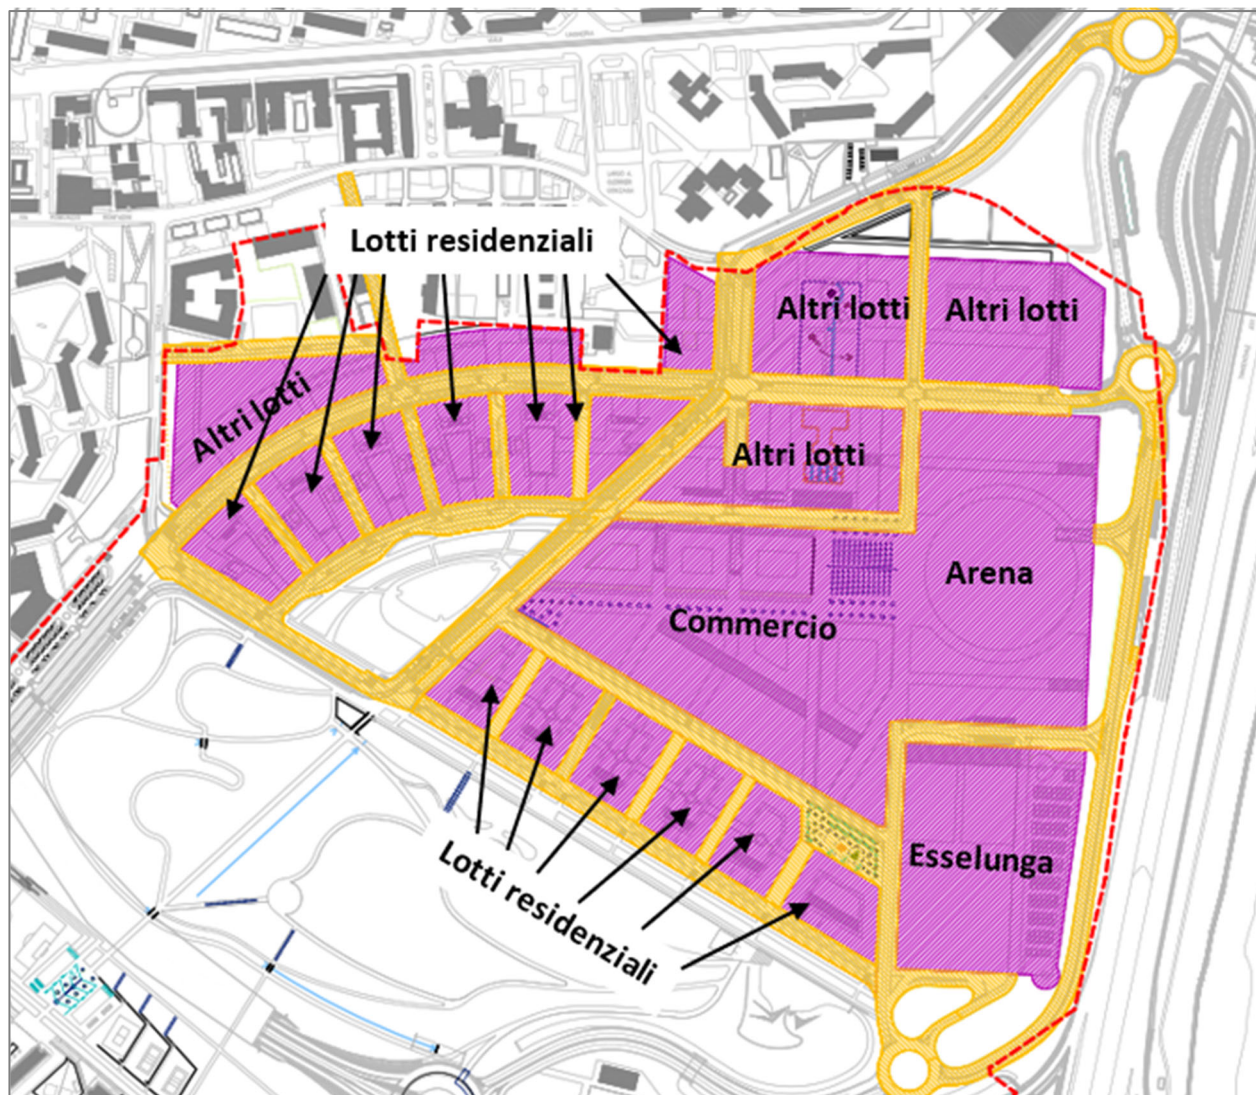 Lotti residenziali
Altri lotti
Altri lotti
Altri lotti
Altri lotti
Arena
Commercio
Esselunga
Lotti residenziali